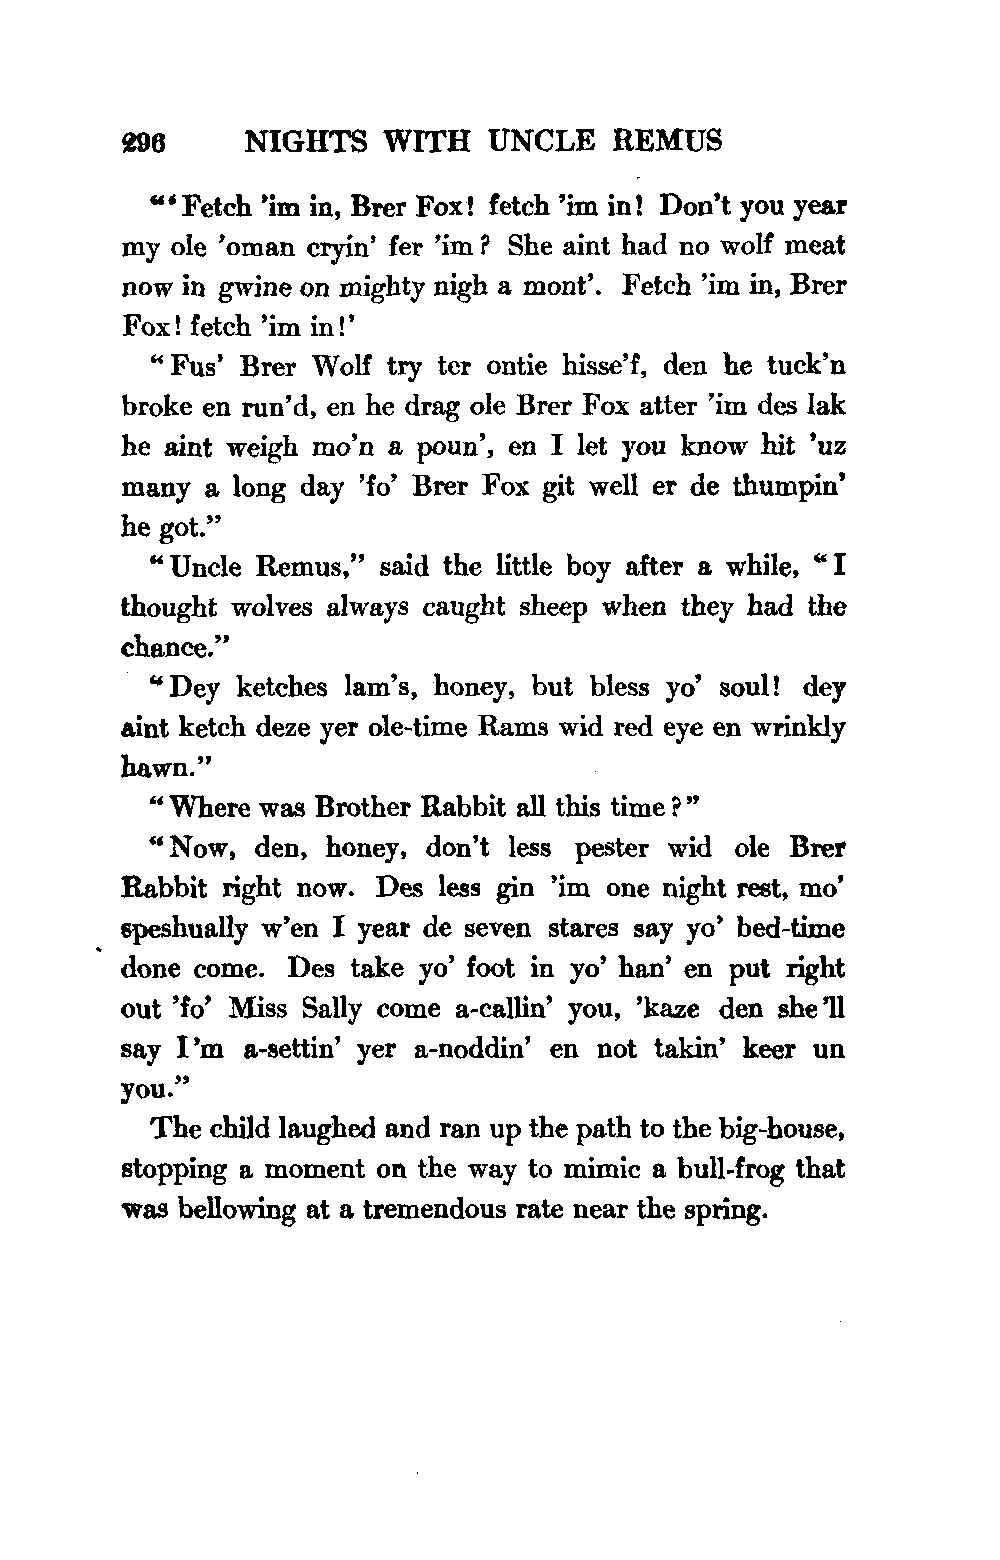 296 NIGHTS WITH UNCLE REMUS
"'Fetch 'im in, Brer Fox! fetch 'im in! Don't you year
my ole 'oman cryin' fer 'im? She aint had no wolf meat
now in gwine on mighty nigh a mont'. Fetch 'im in, Brer
Fox! fetch 'im in!'
"Fus' Brer Wolf try ter ontie hisse'f, den he tuck'n
broke en run'd, en he drag ole Brer Fox atter 'im des lak
he aint weigh mo'n a poun', en I let you know hit 'uz
many a long day 'fo' Brer Fox git well er de thumpin'
he got."
"Uncle Remus," said the little boy after a while, "I
thought wolves always caught sheep when they had the
chance."
"Dey ketches lam's, honey, but bless yo' soul! dey
aint ketch deze yer ole-time Rams wid red eye en wrinkly
hawn."
"Where was Brother Rabbit all this time?"
"Now, den, honey, don't less pester wid ole Brer
Rabbit right now. Des less gin 'im one night rest, mo'
speshually w'en I year de seven stares say yo' bed-time
done come. Des take yo' foot in yo' han' en put right
out 'fo' Miss Sally come a-callin' you, 'kaze den she'll
say I'm a-settin' yer a-noddin' en not takin' keer un
you."
The child laughed and ran up the path to the big-house,
stopping a moment on the way to mimic a bull-frog that
was bellowing at a tremendous rate near the spring.